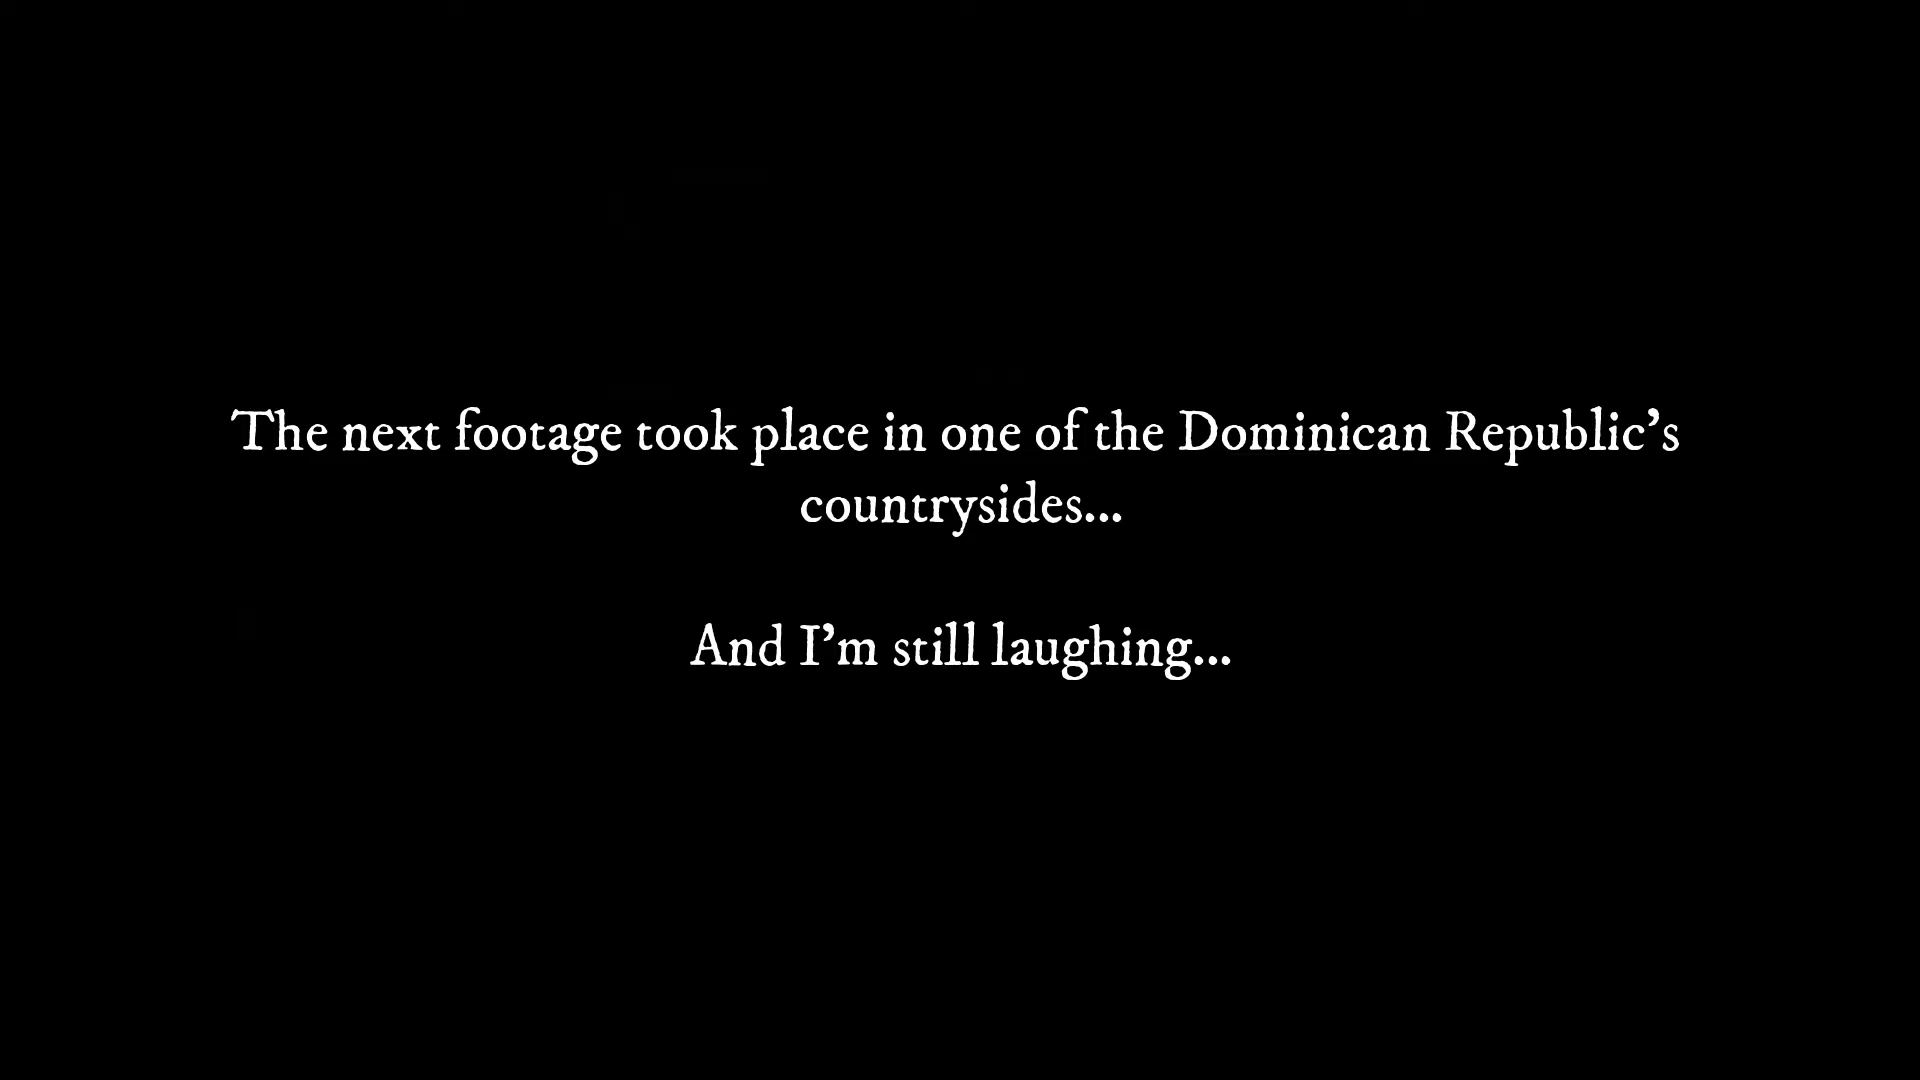 The next footage took place in one of the Dominican Republic’s
countrysides...
And I’m still laughing...